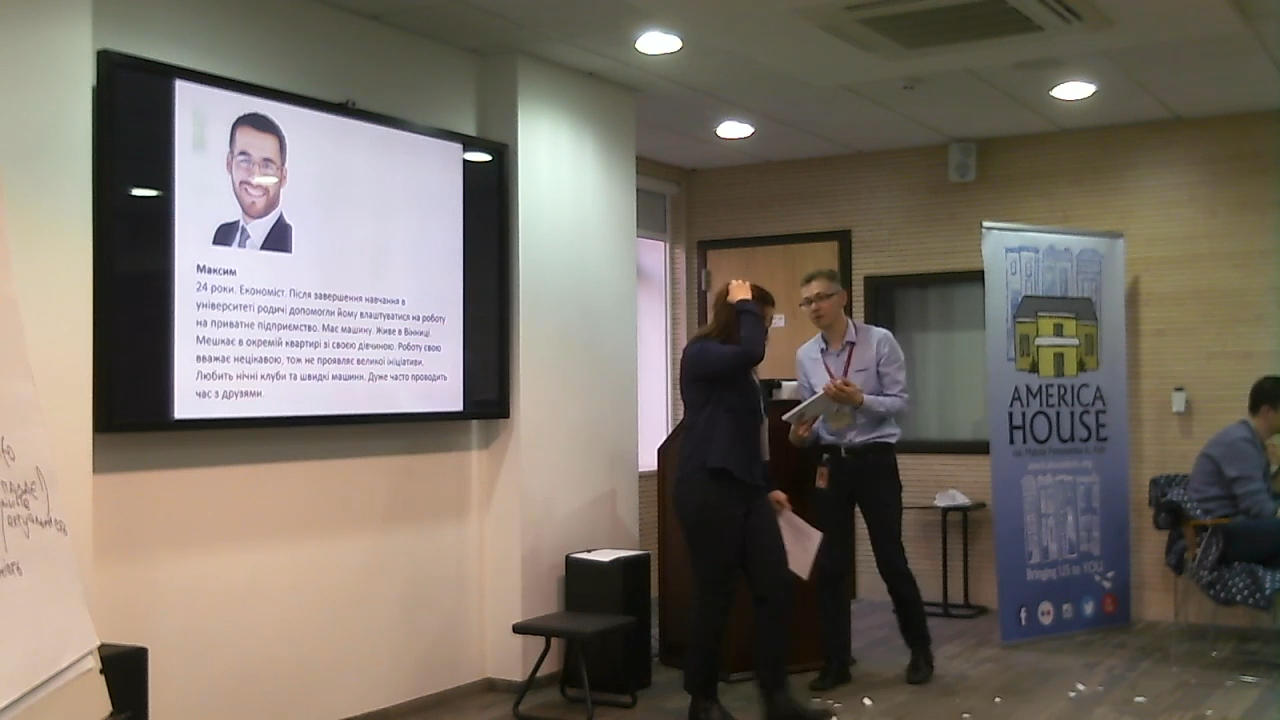 Максим
24 роки. Економіст. Після завершення навчання в
університеті родичі допомогли йому влаштуватися на роботу
на приватне підприємство. Має машину. Живе в Вінниці.
Мешкає в окремій квартирі зі своєю дівчиною. Роботу свою
вважає нецікавою, тож не проявляє великої ініціативи.
Любить нічні клуби та швидкі машини. Дуже часто проводить
час з друзями.
AMERICA
HOUSE
Bringing US to YOU